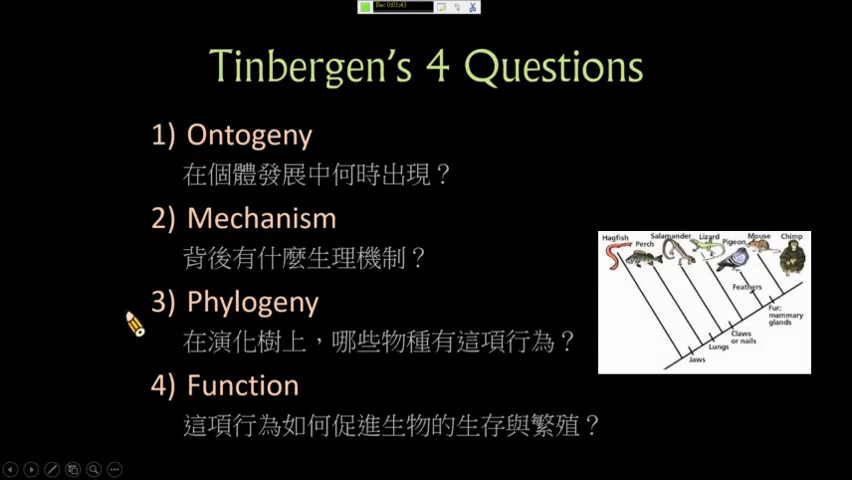 Rec 0:01:43
Tinbergen's 4 Questions
1) Ontogeny
在個體發展中何時出現？
2) Mechanism
背後有什麼生理機制？
3) Phylogeny
在演化樹上，哪些物種有這項行為？
4) Function
這項行為如何促進生物的生存與繁殖？
Hagfish
Perch
Salamander
Lizard
Pigeon
Mouse
Chimp
Feathers
Fur;
mammary
glands
Claws
or nails
Lungs
Jaws